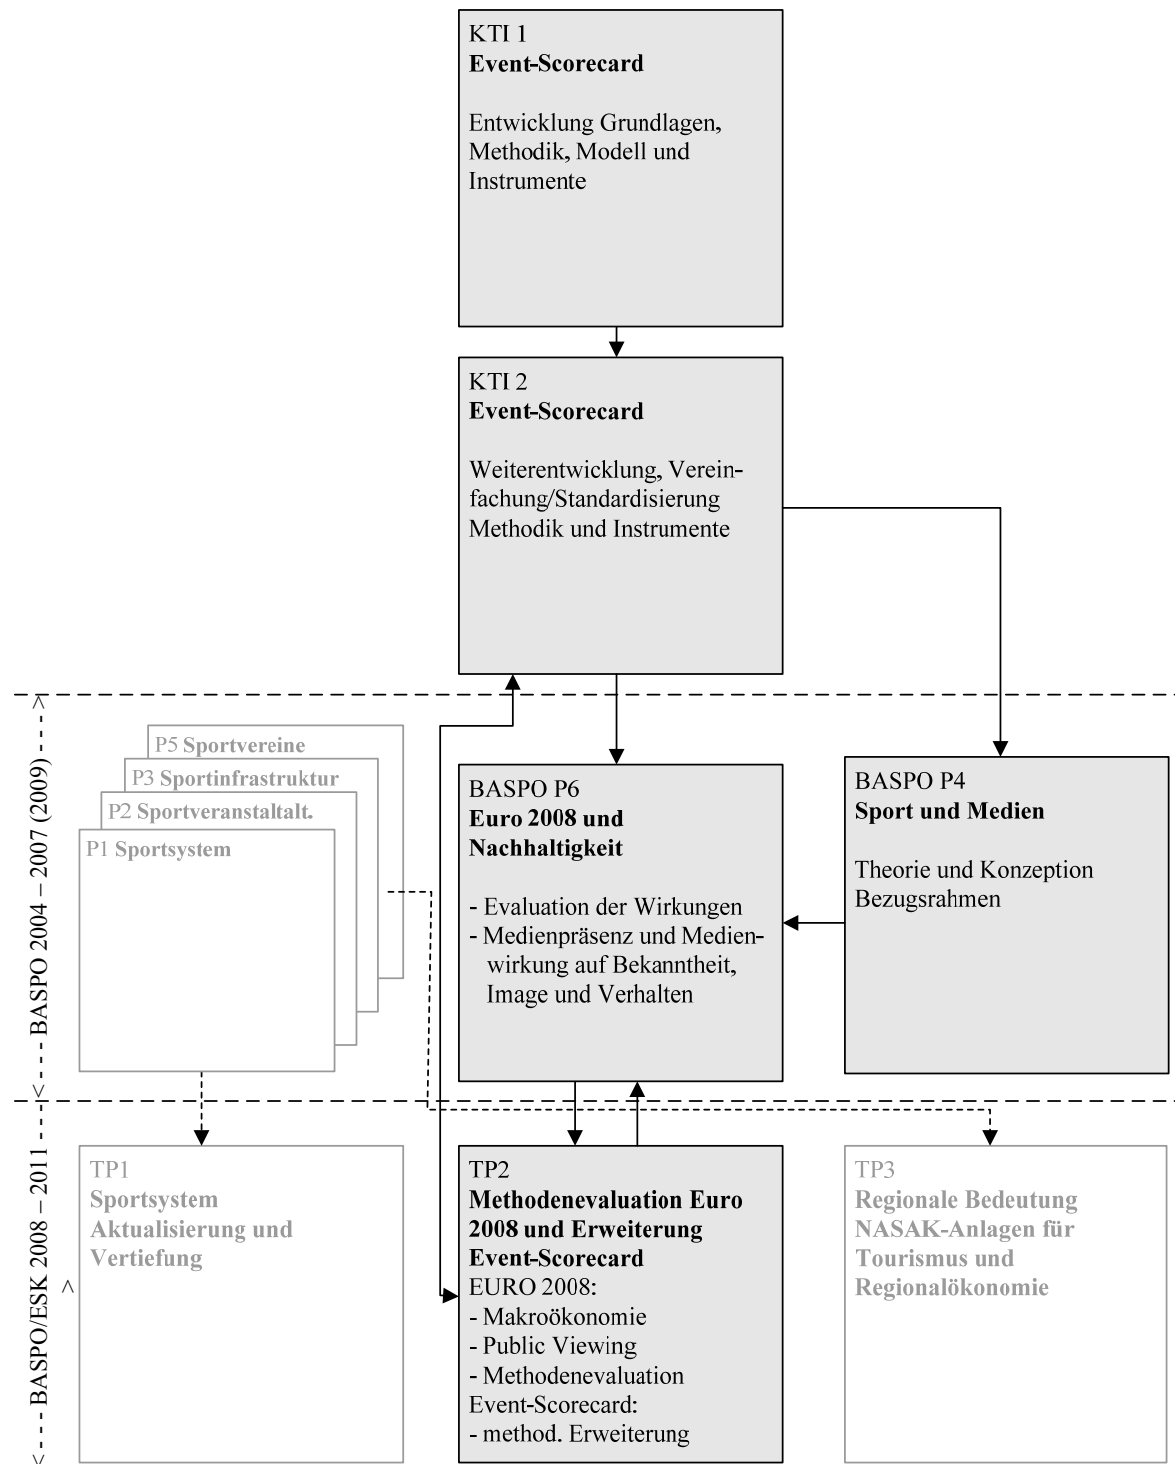 KTI 1
Event-Scorecard
Entwicklung Grundlagen,
Methodik, Modell und
Instrumente
KTI 2
Event-Scorecard
Weiterentwicklung, Verein-
fachung/Standardisierung
Methodik und Instrumente
<- - - BASPO 2004 – 2007 (2009) - - - >
P5 Sportvereine
P3 Sportinfrastruktur
P2 Sportveranstaltalt.
P1 Sportsystem
BASPO P6
Euro 2008 und
Nachhaltigkeit
- Evaluation der Wirkungen
- Medienpräsenz und Medien-
wirkung auf Bekanntheit,
Image und Verhalten
BASPO P4
Sport und Medien
Theorie und Konzeption
Bezugsrahmen
<- - - BASPO/ESK 2008 – 2011 - - -
>
TP1
Sportsystem
Aktualisierung und
Vertiefung
TP2
Methodenevaluation Euro
2008 und Erweiterung
Event-Scorecard
EURO 2008:
- Makroökonomie
- Public Viewing
- Methodenevaluation
Event-Scorecard:
- method. Erweiterung
TP3
Regionale Bedeutung
NASAK-Anlagen für
Tourismus und
Regionalökonomie